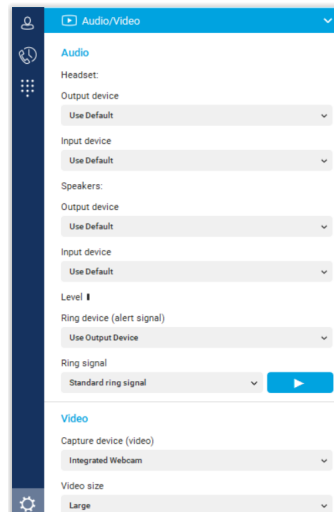 Audio/Video
Audio
Headset:
Output device
Use Default
Input device
Use Default
Speakers:
Output device
Use Default
Input device
Use Default
Level
Ring device (alert signal)
Use Output Device
Ring signal
Standard ring signal
Video
Capture device (video)
Integrated Webcam
Video size
Large